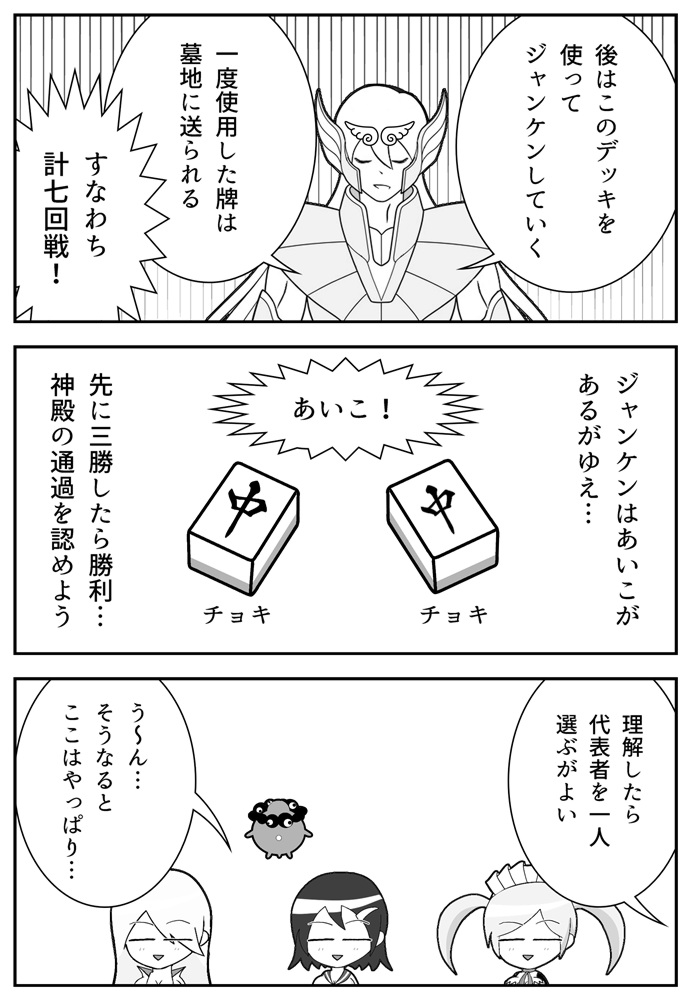 後はこのデッキを
使って
ジャンケンしていく
一度使用した牌は
墓地に送られる
すなわち
計七回戦！
ジャンケンはあいこが
あるがゆえ…
あいこ！
中
中
チョキ
チョキ
先に三勝したら勝利…
神殿の通過を認めよう
理解したら
代表者を一人
選ぶがよい
う〜ん…
そうなると
ここはやっぱり…